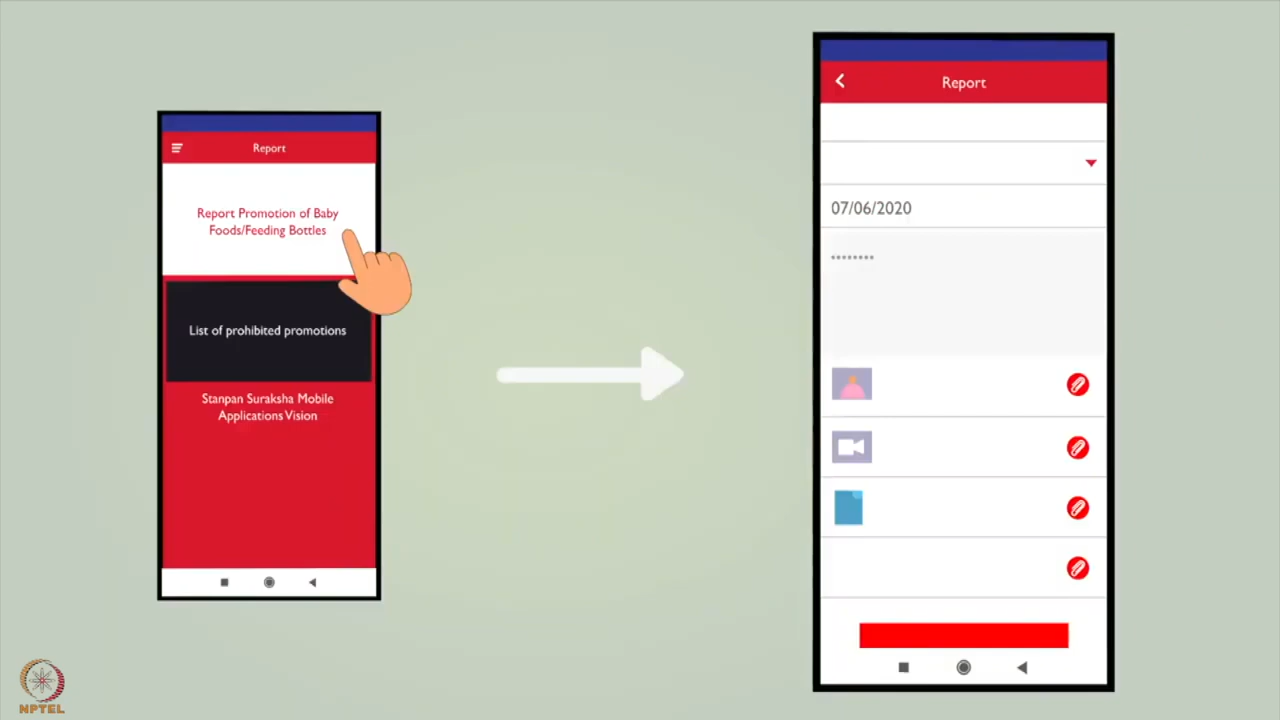 Report
Report Promotion of Baby
Foods/Feeding Bottles
List of prohibited promotions
Stanpan Suraksha Mobile
Applications Vision
Report
07/06/2020
NPTEL